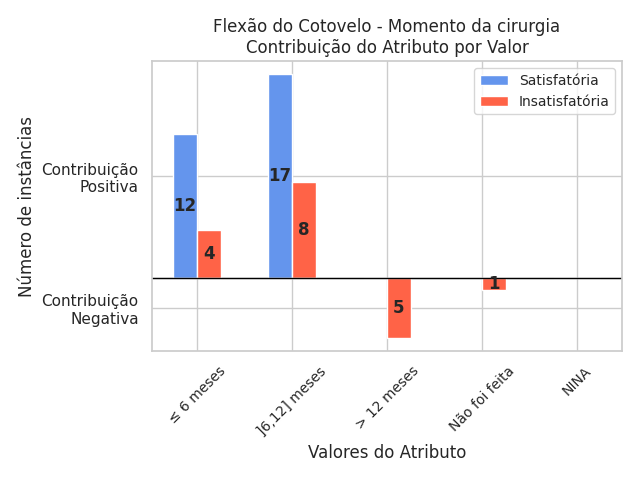 Flexão do Cotovelo - Momento da cirurgia
Contribuição do Atributo por Valor
Satisfatória
Insatisfatória
Número de instâncias
Contribuição
Positiva
Contribuição
Negativa
12
4
17
8
5
1
≤ 6 meses
]6,12] meses
> 12 meses
Não foi feita
NINA
Valores do Atributo